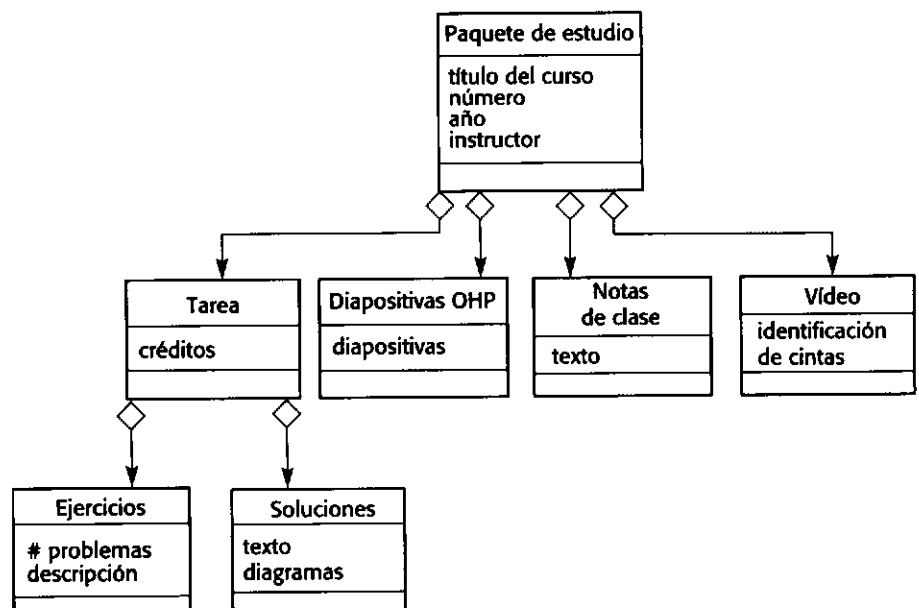 Paquete de estudio
título del curso
número
año
instructor
Tarea
créditos
Diapositivas OHP
diapositivas
Notas
de clase
texto
Vídeo
identificación
de cintas
Ejercicios
# problemas
descripción
Soluciones
texto
diagramas